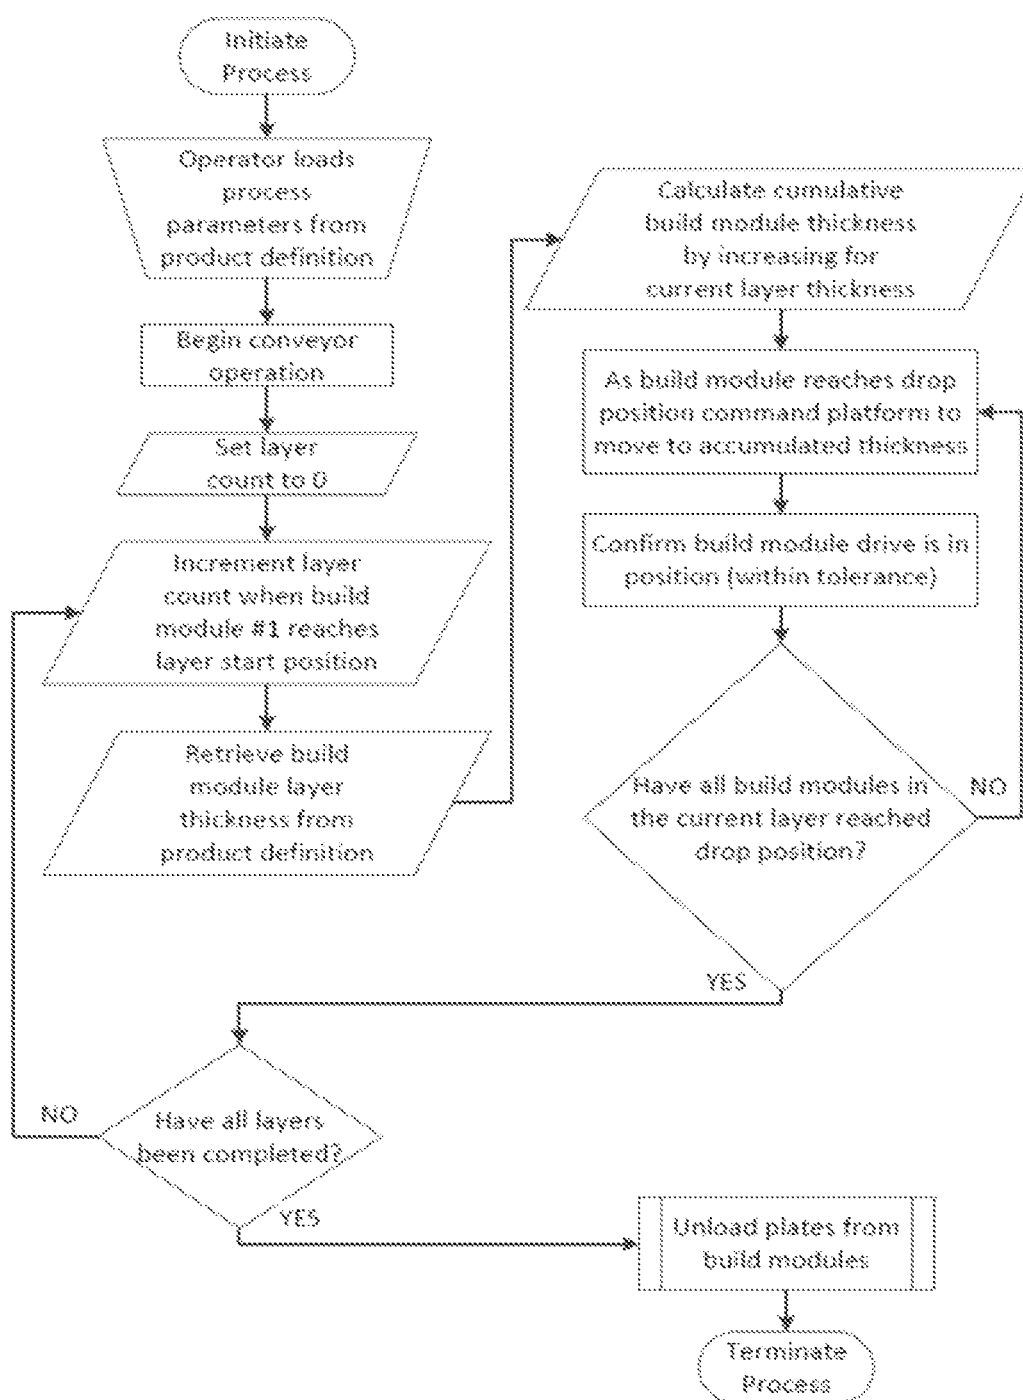 Initiate
Process
Operator loads
process
parameters from
product definition
Begin conveyor
operation
Set layer
count to 0
Increment layer
count when build
module #1 reaches
layer start position
Retrieve build
module layer
thickness from
product definition
Calculate cumulative
build module thickness
by increasing for
current layer thickness
As build module reaches drop
position command platform to
move to accumulated thickness
Confirm build module drive is in
position (within tolerance)
Have all build modules in
the current layer reached
drop position?
NO
YES
Have all layers
been completed?
NO
YES
Unload plates from
build modules
Terminate
Process